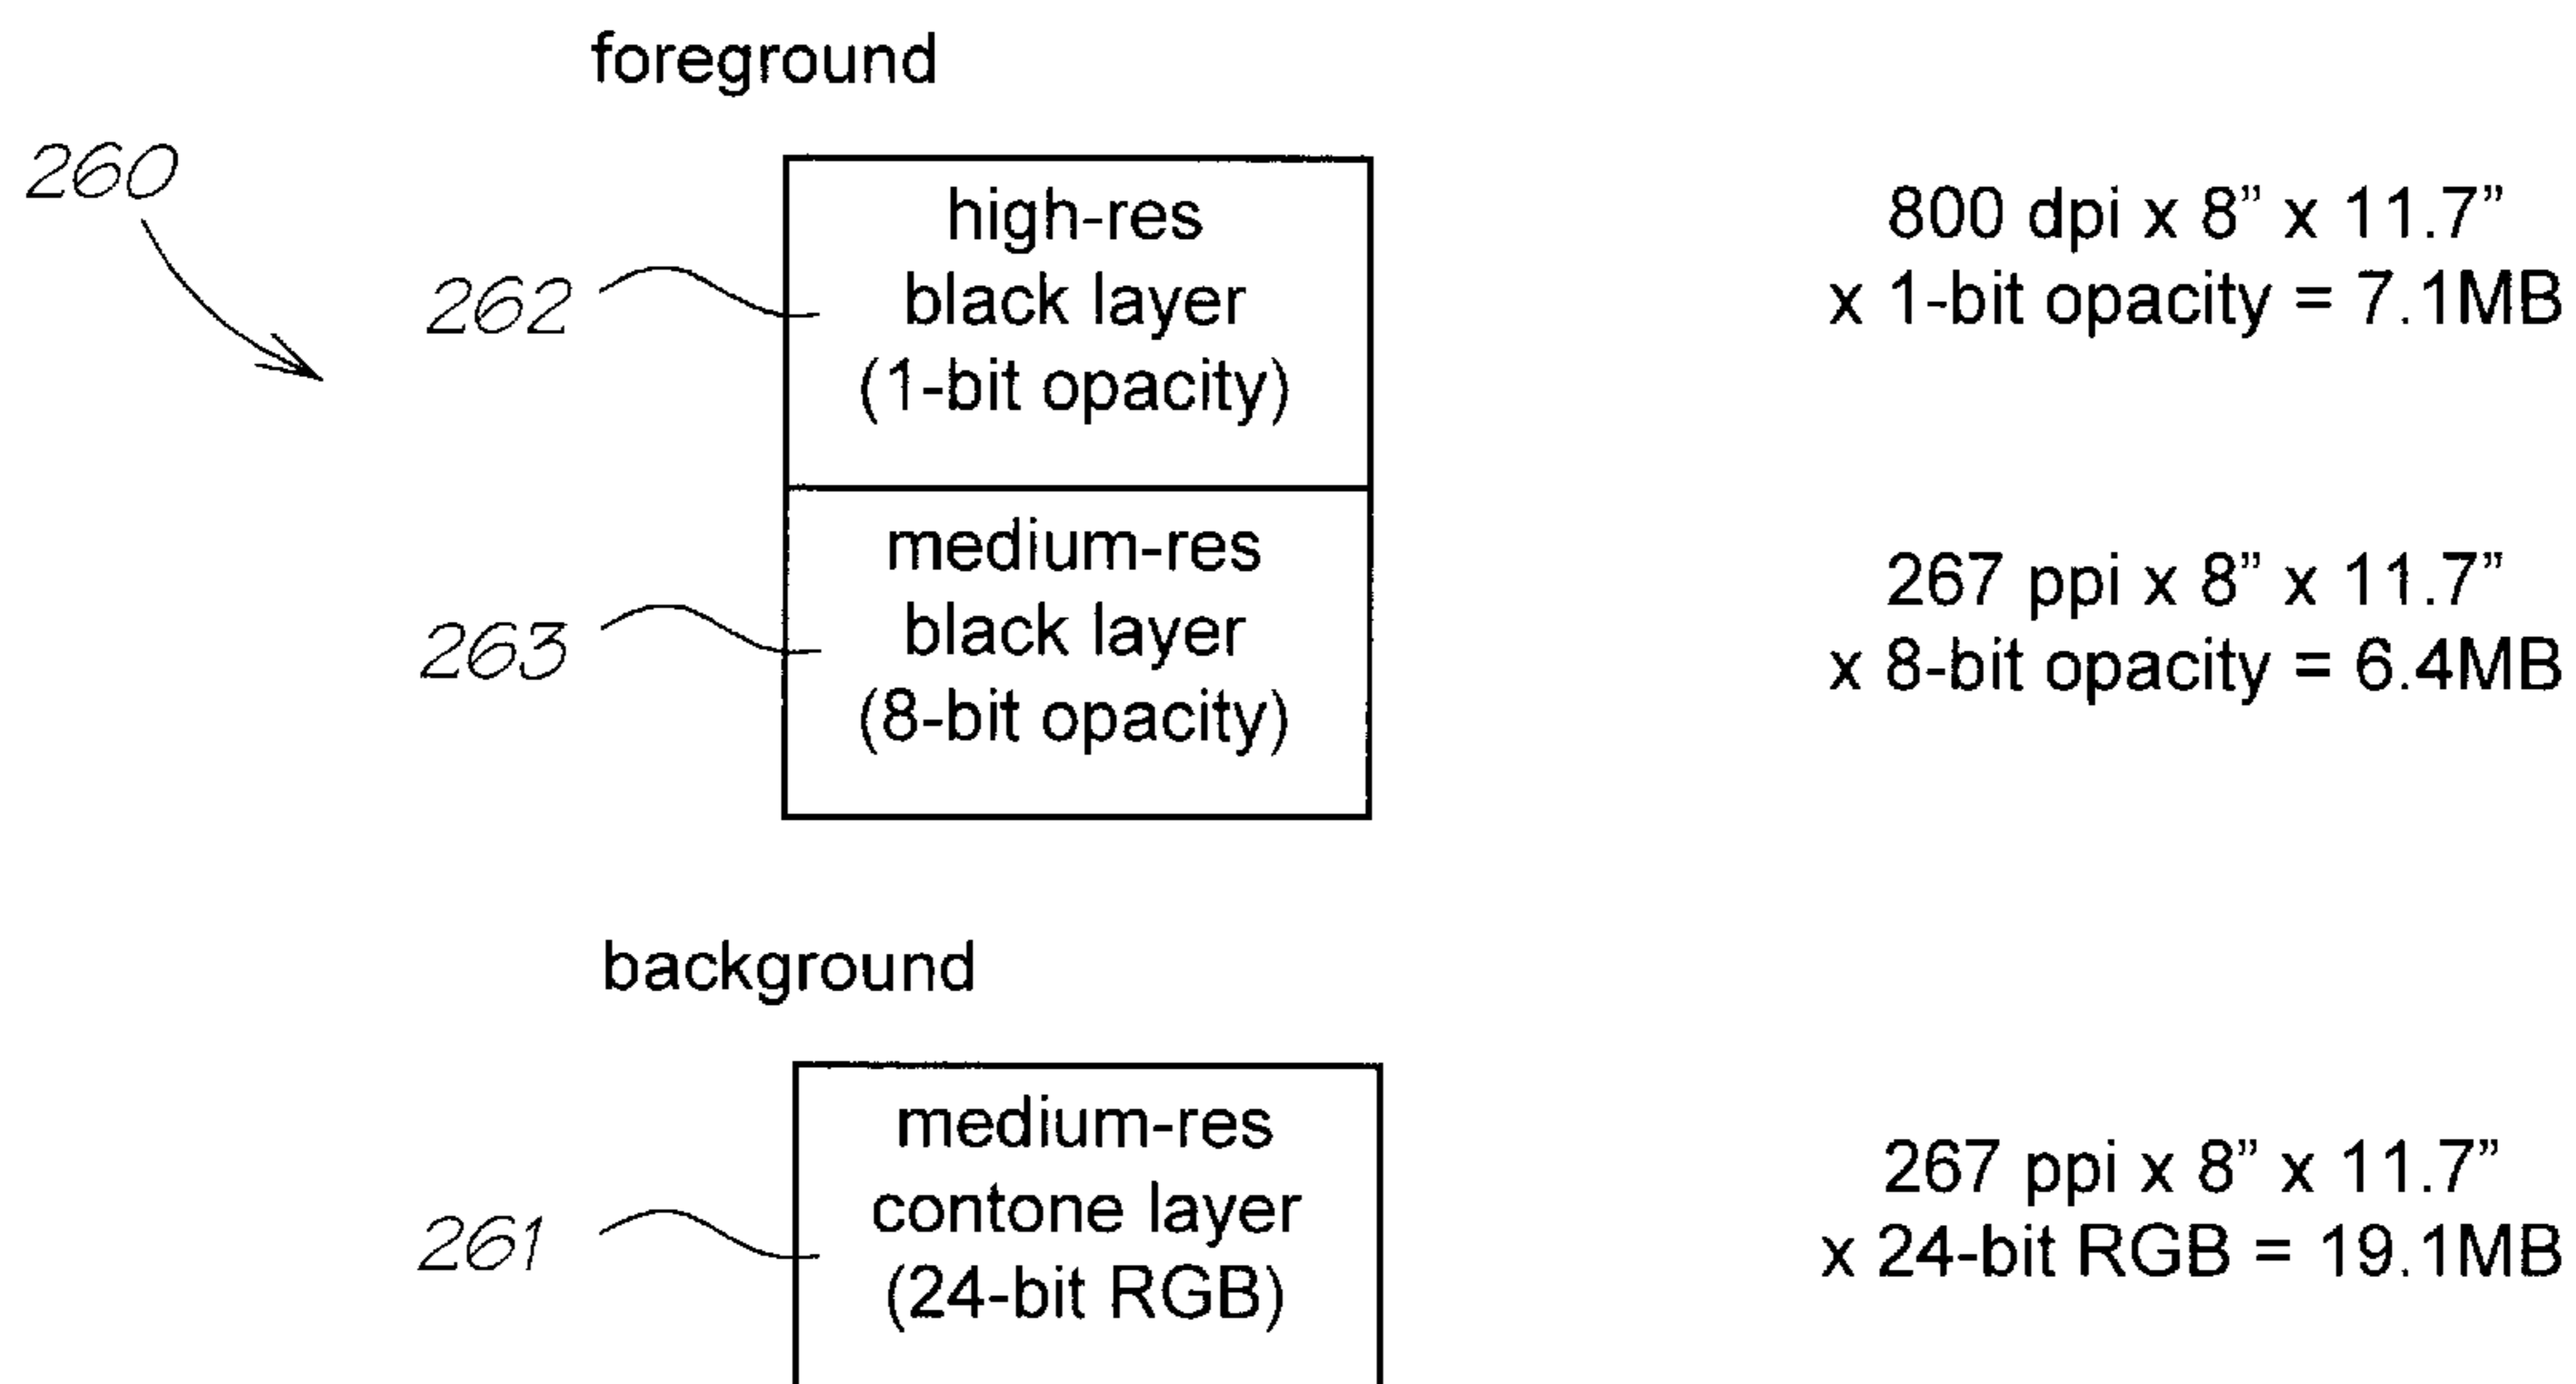 foreground
260
262
high-res
black layer
(1-bit opacity)
800 dpi x 8” x 11.7”
x 1-bit opacity = 7.1MB
263
medium-res
black layer
(8-bit opacity)
267 ppi x 8” x 11.7”
x 8-bit opacity = 6.4MB
background
261
medium-res
contone layer
(24-bit RGB)
267 ppi x 8” x 11.7”
x 24-bit RGB = 19.1MB